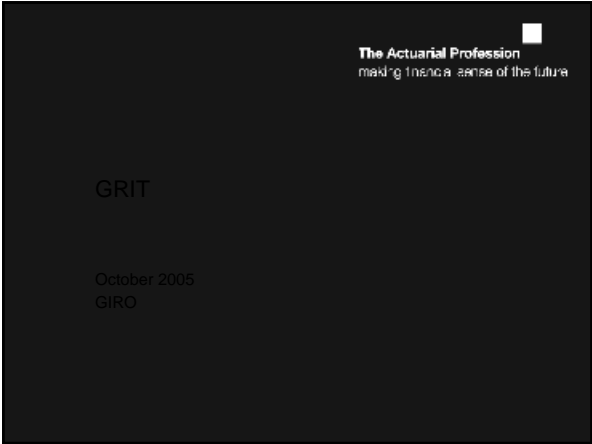 The Actuarial Profession
making financial sense of the future
GRIT
October 2005
GIRO